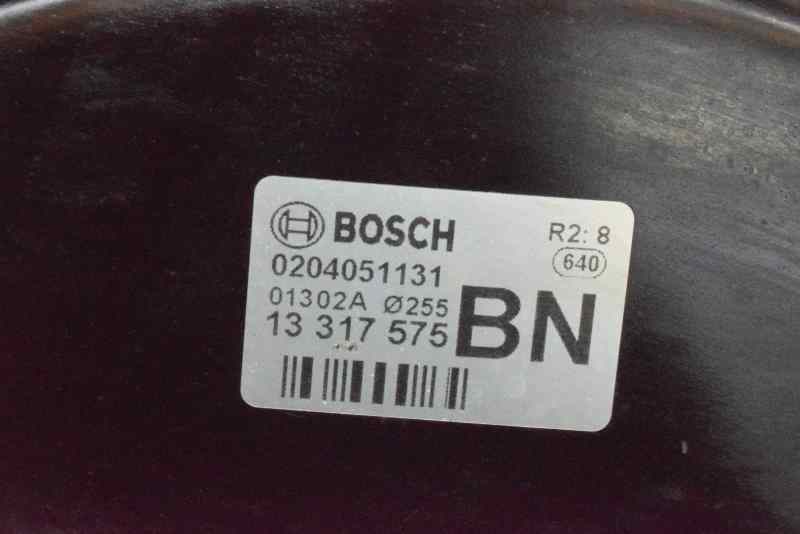 BOSCH R2: 8
0204051131 640
01302A Ø255
13 317 575 BN